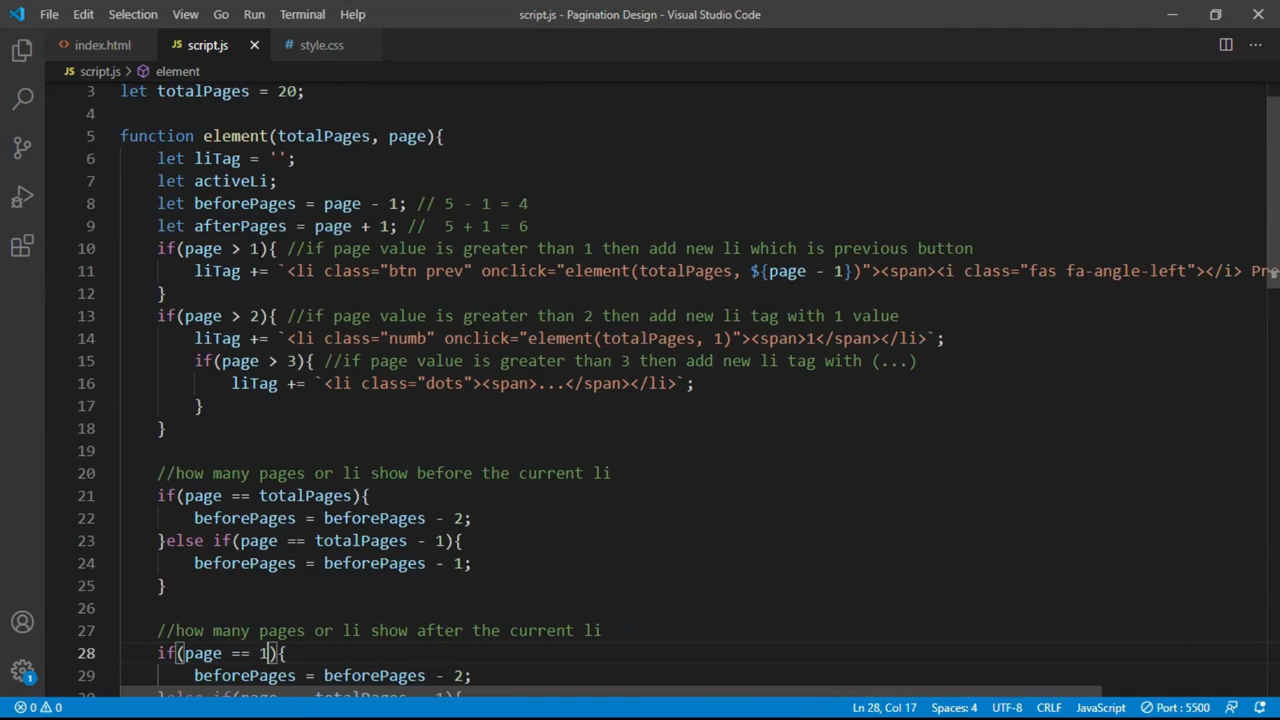 File Edit Selection View Go Run Terminal Help script.js - Pagination Design - Visual Studio Code
index.html JS script.js # style.css
JS script.js > element
3 let totalPages = 20;
4
5 function element(totalPages, page){
6 let liTag = '';
7 let activeLi;
8 let beforePages = page - 1; // 5 - 1 = 4
9 let afterPages = page + 1; //  5 + 1 = 6
10 if(page > 1){ //if page value is greater than 1 then add new li which is previous button
11 liTag += `<li class="btn prev" onclick="element(totalPages, ${page - 1})"><span><i class="fas fa-angle-left"></i> Pr
12 }
13 if(page > 2){ //if page value is greater than 2 then add new li tag with 1 value
14 liTag += `<li class="numb" onclick="element(totalPages, 1)"><span>1</span></li>`;
15 if(page > 3){ //if page value is greater than 3 then add new li tag with (...)
16 liTag += `<li class="dots"><span>...</span></li>`;
17 }
18 }
19
20 //how many pages or li show before the current li
21 if(page == totalPages){
22 beforePages = beforePages - 2;
23 }else if(page == totalPages - 1){
24 beforePages = beforePages - 1;
25 }
26
27 //how many pages or li show after the current li
28 if(page == 1){
29 beforePages = beforePages - 2;
30 }else if(page == totalPages - 1){
1
0 0 Ln 28, Col 17 Spaces: 4 UTF-8 CRLF JavaScript Port : 5500